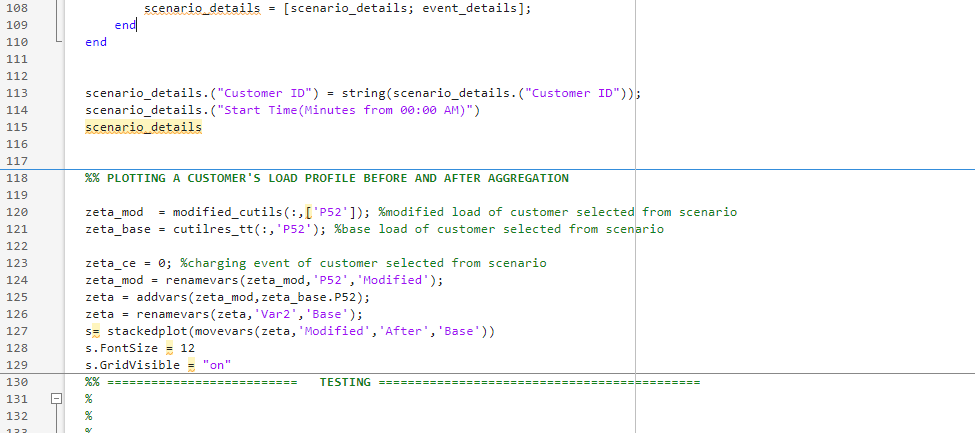 108 scenario_details = [scenario_details; event_details];
109 end
110 end
111
112
113 scenario_details.("Customer ID") = string(scenario_details.("Customer ID"));
114 scenario_details.("Start Time(Minutes from 00:00 AM)")
115 scenario_details
116
117
118 %% PLOTTING A CUSTOMER'S LOAD PROFILE BEFORE AND AFTER AGGREGATION
119
120 zeta_mod  = modified_cutils(:,['P52']); %modified load of customer selected from scenario
121 zeta_base = cutilres_tt(:,'P52'); %base load of customer selected from scenario
122
123 zeta_ce = 0; %charging event of customer selected from scenario
124 zeta_mod = renamevars(zeta_mod,'P52','Modified');
125 zeta = addvars(zeta_mod,zeta_base.P52);
126 zeta = renamevars(zeta,'Var2','Base');
127 s= stackedplot(movevars(zeta,'Modified','After','Base'))
128 s.FontSize = 12
129 s.GridVisible = "on"
130 %% ========================== TESTING ============================================
131 %
132 %
133 %